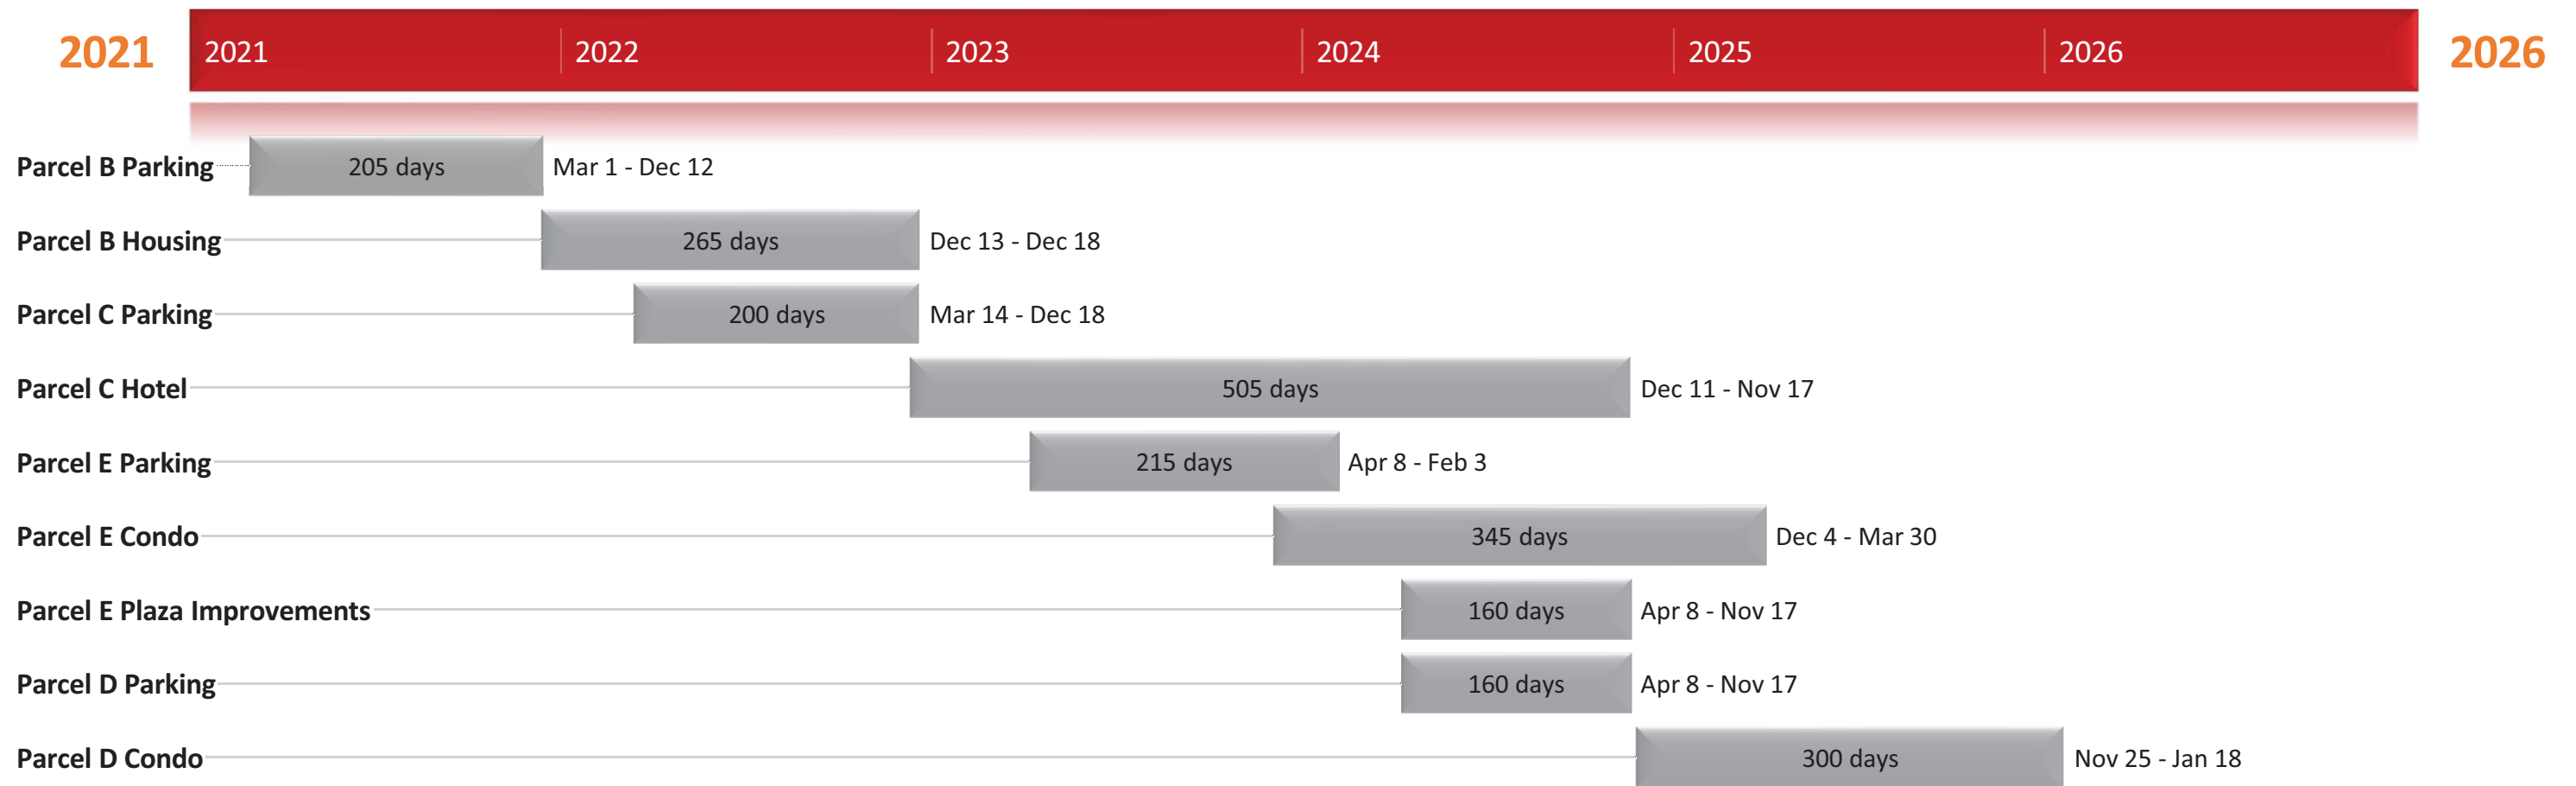 2021 2021 2022 2023 2024 2025 2026 2026
Parcel B Parking 205 days Mar 1 - Dec 12
Parcel B Housing 265 days Dec 13 - Dec 18
Parcel C Parking 200 days Mar 14 - Dec 18
Parcel C Hotel 505 days Dec 11 - Nov 17
Parcel E Parking 215 days Apr 8 - Feb 3
Parcel E Condo 345 days Dec 4 - Mar 30
Parcel E Plaza Improvements 160 days Apr 8 - Nov 17
Parcel D Parking 160 days Apr 8 - Nov 17
Parcel D Condo 300 days Nov 25 - Jan 18